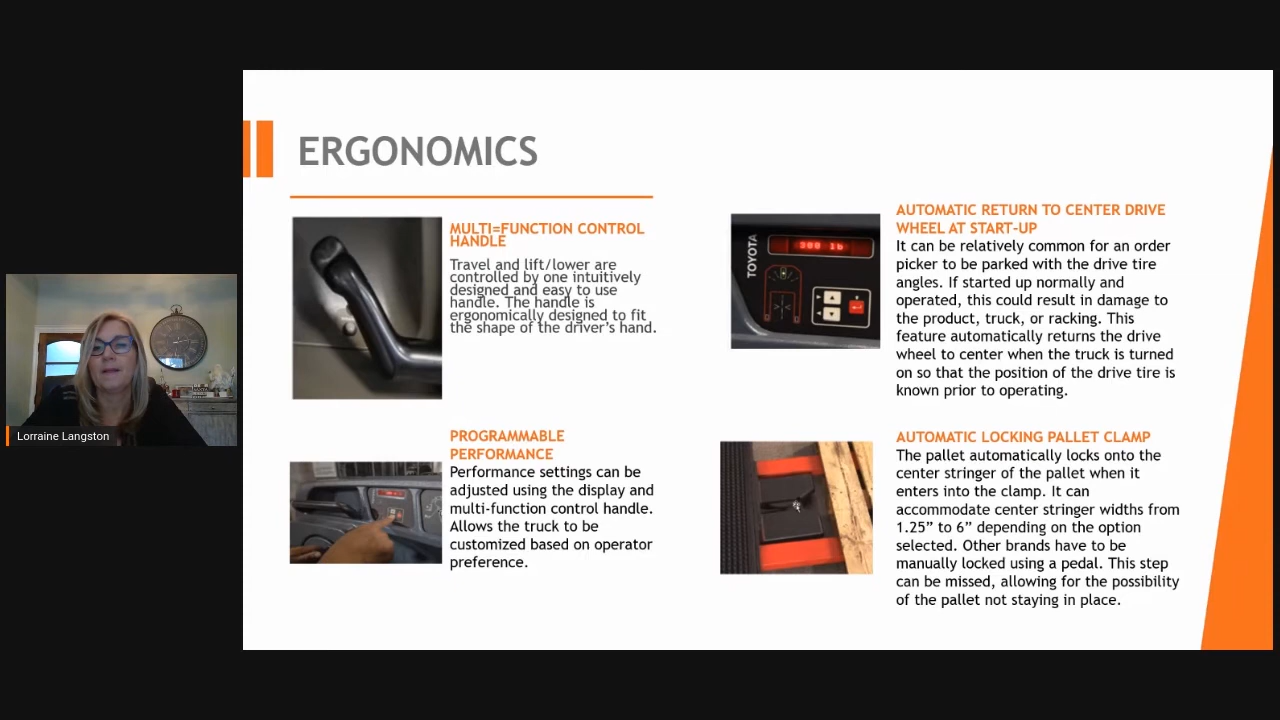 ERGONOMICS
MULTI=FUNCTION CONTROL
HANDLE
Travel and lift/lower are
controlled by one intuitively
designed and easy to use
handle. The handle is
ergonomically designed to fit
the shape of the driver's hand.
PROGRAMMABLE
PERFORMANCE
Performance settings can be
adjusted using the display and
multi-function control handle.
Allows the truck to be
customized based on operator
preference.
TOYOTA
AUTOMATIC RETURN TO CENTER DRIVE
WHEEL AT START-UP
It can be relatively common for an order
picker to be parked with the drive tire
angles. If started up normally and
operated, this could result in damage to
the product, truck, or racking. This
feature automatically returns the drive
wheel to center when the truck is turned
on so that the position of the drive tire is
known prior to operating.
AUTOMATIC LOCKING PALLET CLAMP
The pallet automatically locks onto the
center stringer of the pallet when it
enters into the clamp. It can
accommodate center stringer widths from
1.25” to 6” depending on the option
selected. Other brands have to be
manually locked using a pedal. This step
can be missed, allowing for the possibility
of the pallet not staying in place.
Lorraine Langston